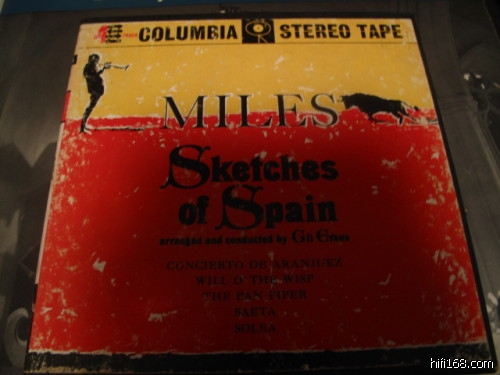 COLUMBIA STEREO TAPE
MILES
Sketches
of Spain
arranged and conducted by Gil Evans
CONCIERTO DE ARANJUEZ
WILL O' THE WISP
THE PAN PIPER
SAETA
SOLEA
hifi168.com